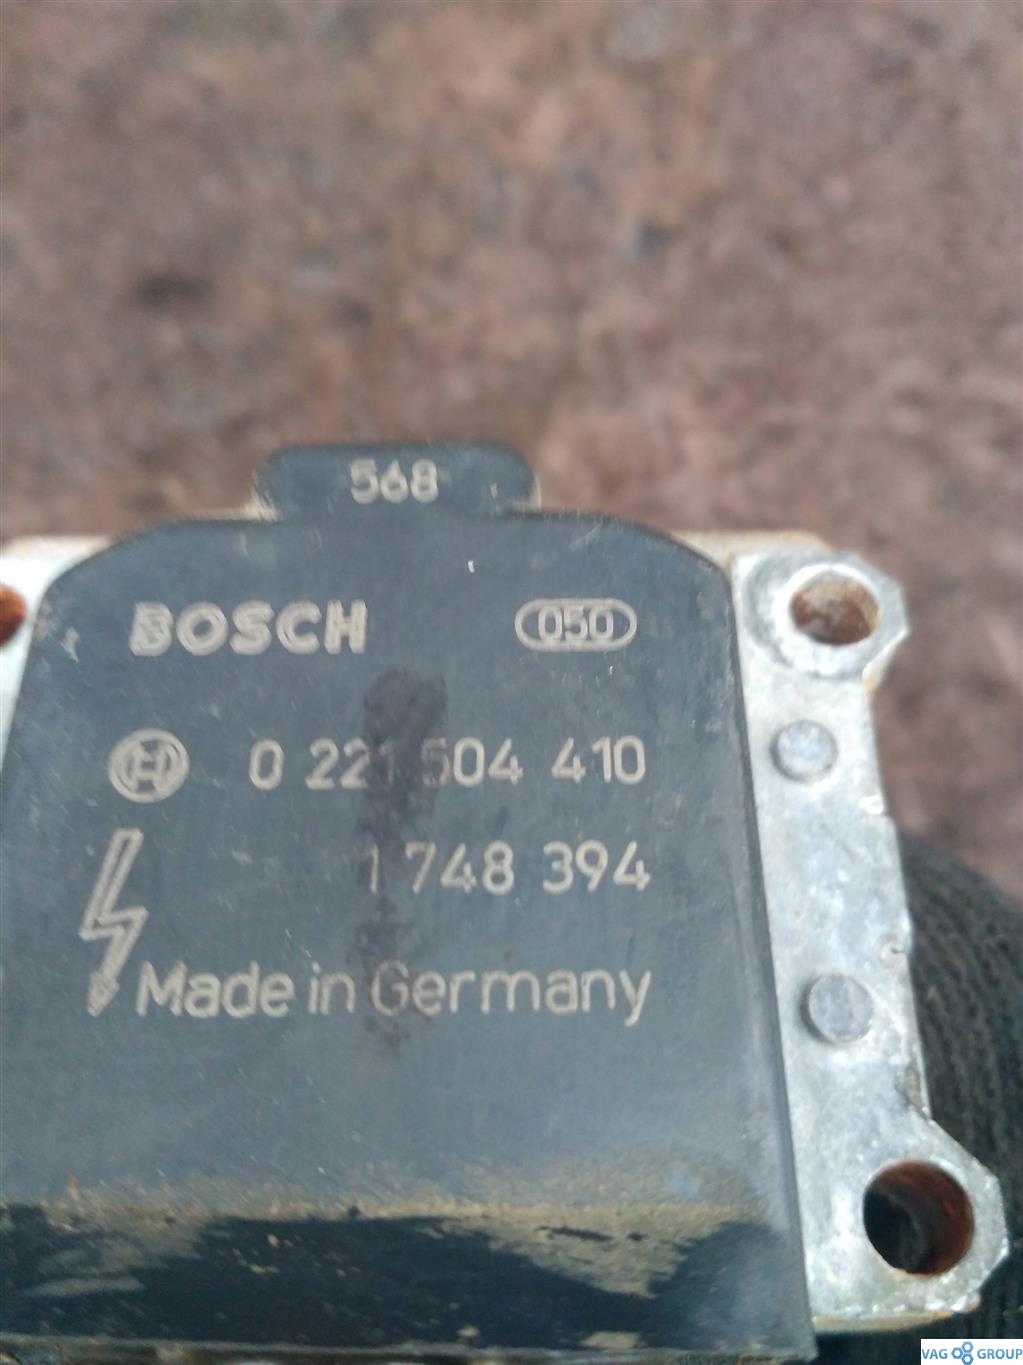 568
BOSCH 050
0 221 504 410
1 748 394
Made in Germany
VAG GROUP